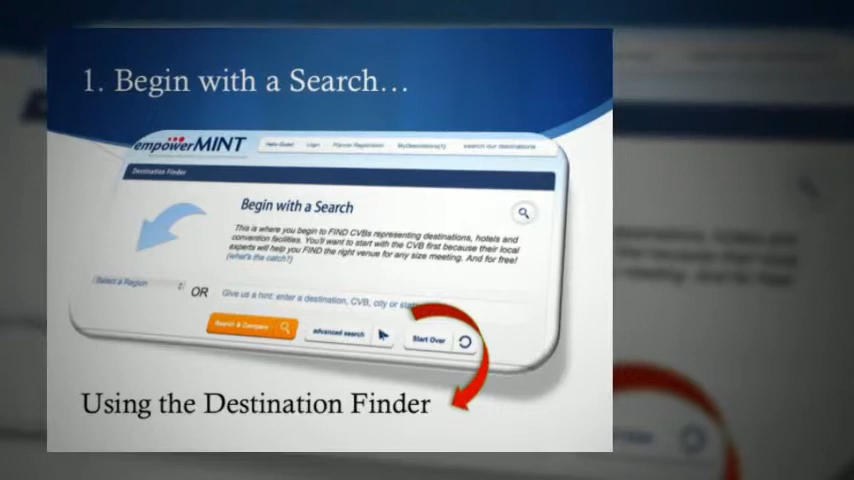 1. Begin with a Search…
empowerMINT
Hello Guest! Login Planner Registration MyDestinations(1) search our destinations
Destination Finder
Begin with a Search
This is where you begin to FIND CVBs representing destinations, hotels and
convention facilities. You'll want to start with the CVB first because their local
experts will help you FIND the right venue for any size meeting. And for free!
(what's the catch?)
Select a Region
OR
Give us a hint: enter a destination, CVB, city or state
Search & Compare
advanced search
Start Over
Using the Destination Finder